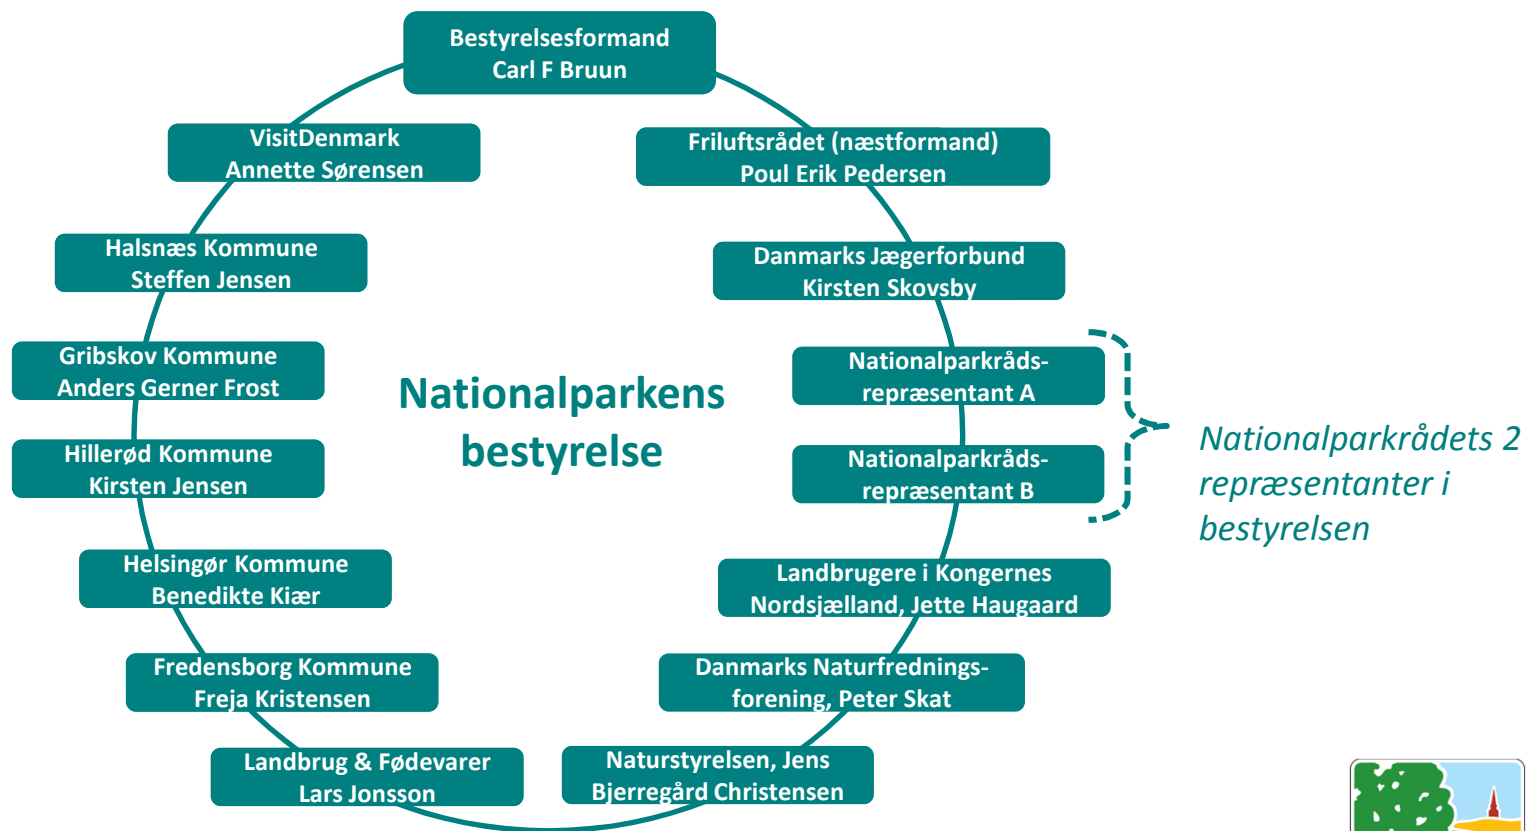 Bestyrelsesformand
Carl F Bruun
VisitDenmark
Annette Sørensen
Friluftsrådet (næstformand)
Poul Erik Pedersen
Halsnæs Kommune
Steffen Jensen
Danmarks Jægerforbund
Kirsten Skovsby
Gribskov Kommune
Anders Gerner Frost
Nationalparkens
bestyrelse
Nationalparkråds-
repræsentant A
Hillerød Kommune
Kirsten Jensen
Nationalparkråds-
repræsentant B
Nationalparkrådets 2
repræsentanter i
bestyrelsen
Helsingør Kommune
Benedikte Kiær
Landbrugere i Kongernes
Nordsjælland, Jette Haugaard
Fredensborg Kommune
Freja Kristensen
Danmarks Naturfrednings-
forening, Peter Skat
Landbrug & Fødevarer
Lars Jonsson
Naturstyrelsen, Jens
Bjerregård Christensen